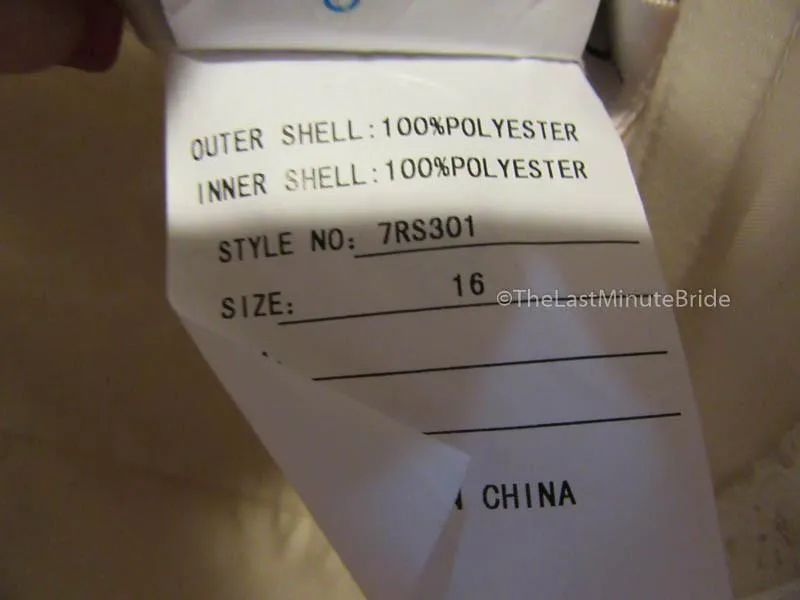 OUTER SHELL:100%POLYESTER
INNER SHELL:100%POLYESTER
STYLE NO: 7RS301
SIZE: 16
©TheLastMinuteBride
CHINA